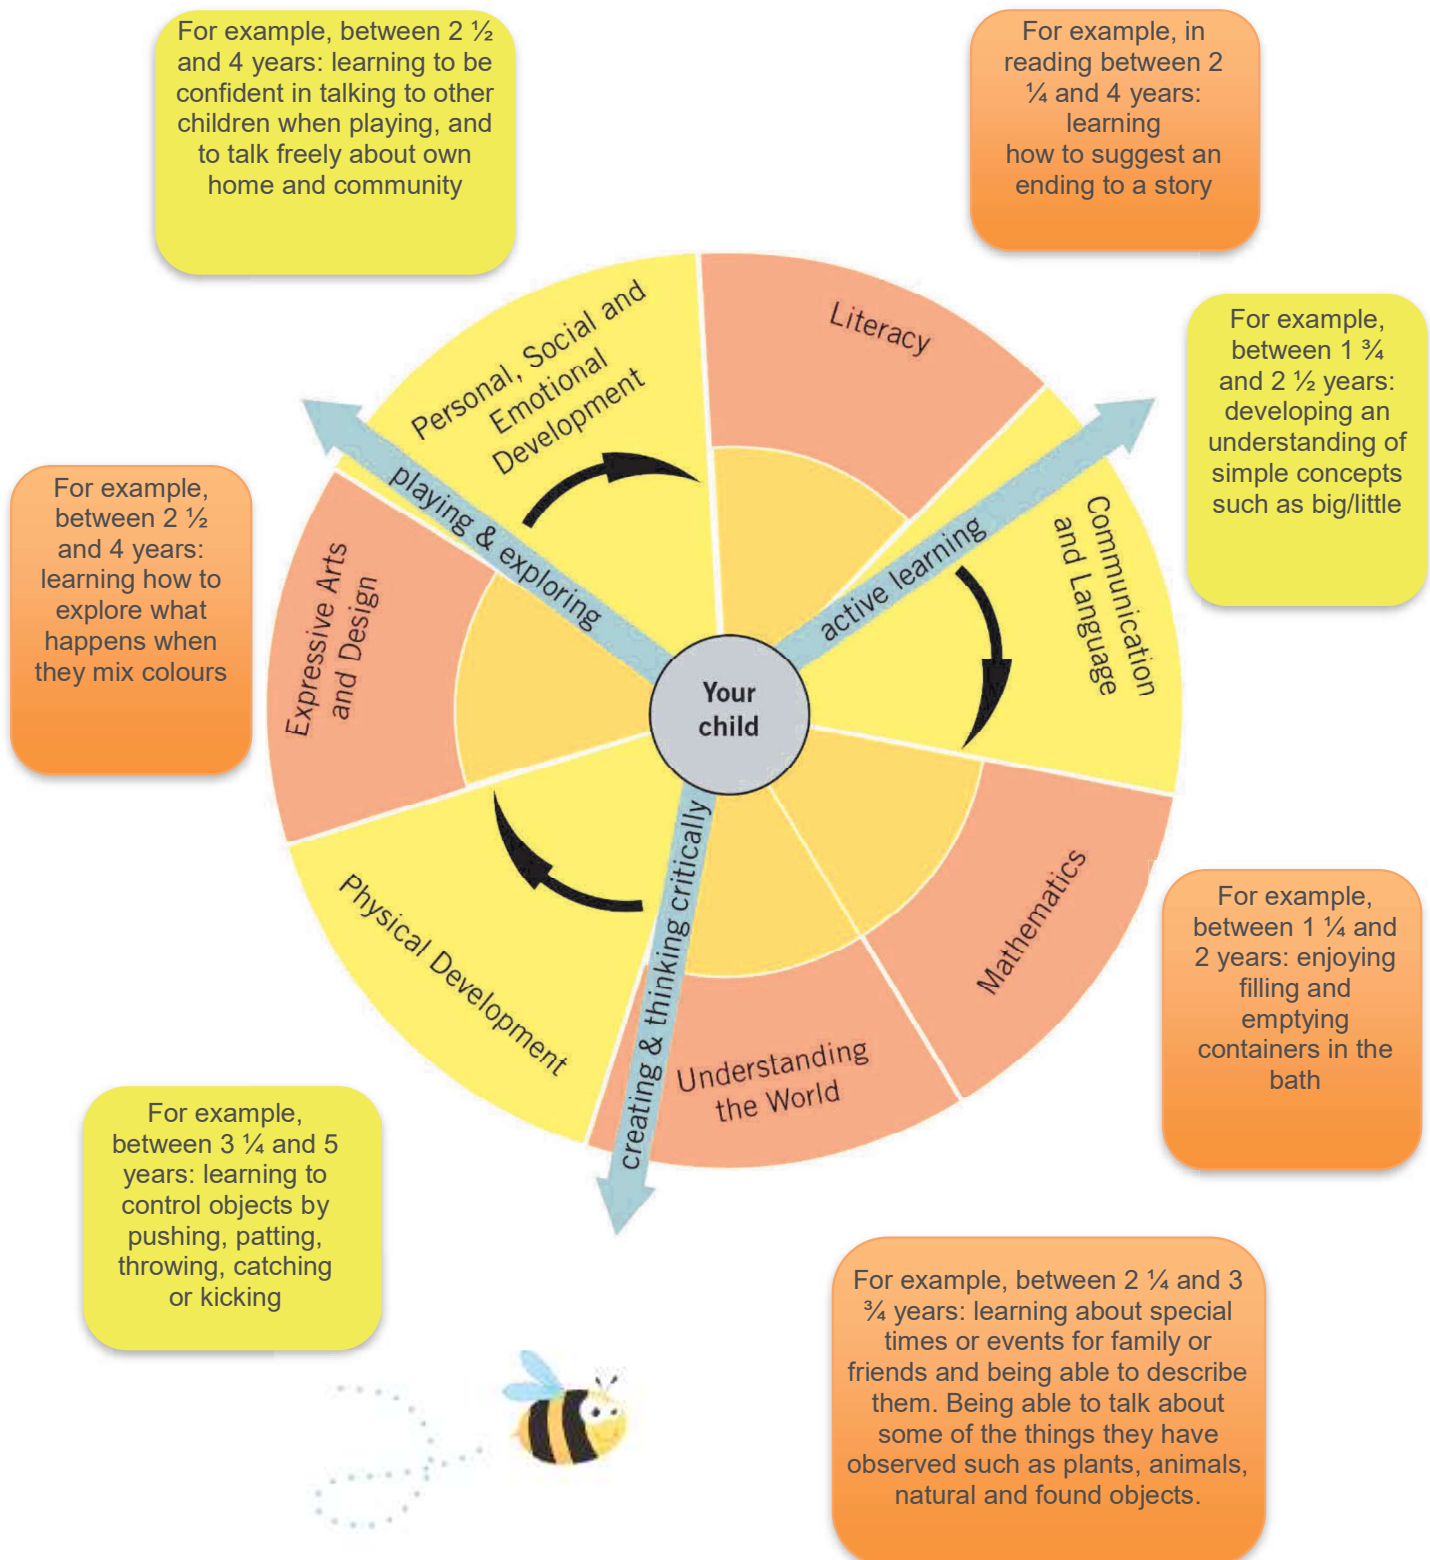 For example, between 2 ½
and 4 years: learning to be
confident in talking to other
children when playing, and
to talk freely about own
home and community
For example, in
reading between 2
¼ and 4 years:
learning
how to suggest an
ending to a story
For example,
between 1 ¾
and 2 ½ years:
developing an
understanding of
simple concepts
such as big/little
For example,
between 2 ½
and 4 years:
learning how to
explore what
happens when
they mix colours
Personal, Social and
Emotional
Development
Literacy
Communication
and Language
Expressive Arts
and Design
playing & exploring
active learning
Your
child
creating & thinking critically
Physical Development
Understanding
the World
Mathematics
For example,
between 1 ¼ and
2 years: enjoying
filling and
emptying
containers in the
bath
For example,
between 3 ¼ and 5
years: learning to
control objects by
pushing, patting,
throwing, catching
or kicking
For example, between 2 ¼ and 3
¾ years: learning about special
times or events for family or
friends and being able to describe
them. Being able to talk about
some of the things they have
observed such as plants, animals,
natural and found objects.